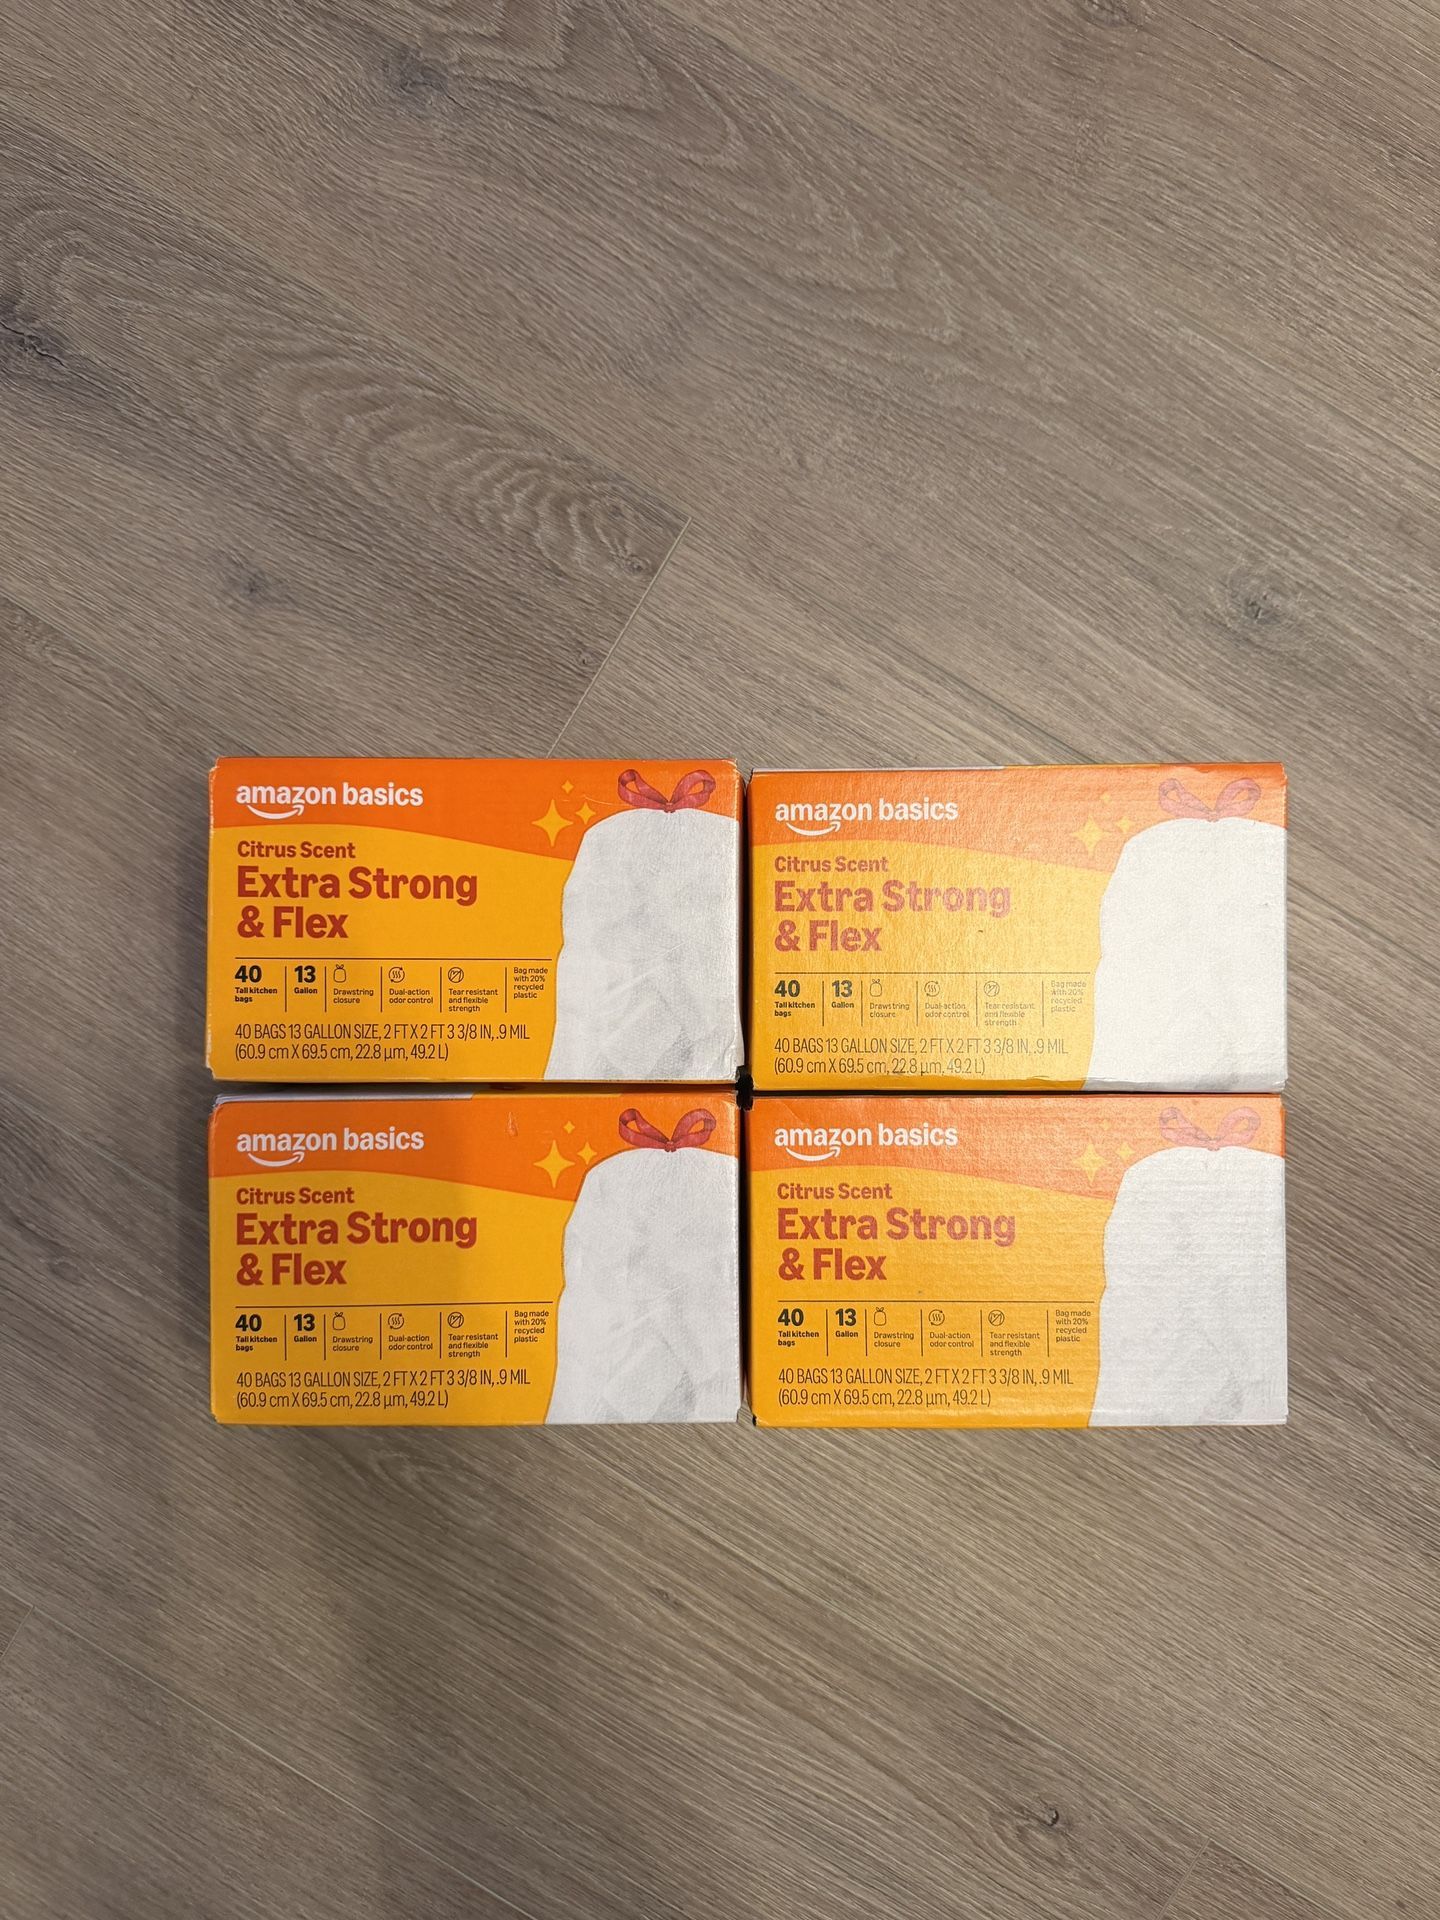 amazon basics
Citrus Scent
Extra Strong
& Flex
40
Tall kitchen
bags
13
Gallon
Drawstring
closure
Dual-action
odor control
Tear resistant
and flexible
strength
Bag made
with 20%
recycled
plastic
40 BAGS 13 GALLON SIZE, 2 FT X 2 FT 3 3/8 IN, .9 MIL
(60.9 cm X 69.5 cm, 22.8 µm, 49.2 L)
amazon basics
Citrus Scent
Extra Strong
& Flex
40
Tall kitchen
bags
13
Gallon
Drawstring
closure
Dual-action
odor control
Tear resistant
and flexible
strength
Bag made
with 20%
recycled
plastic
40 BAGS 13 GALLON SIZE, 2 FT X 2 FT 3 3/8 IN, .9 MIL
(60.9 cm X 69.5 cm, 22.8 µm, 49.2 L)
amazon basics
Citrus Scent
Extra Strong
& Flex
40
Tall kitchen
bags
13
Gallon
Drawstring
closure
Dual-action
odor control
Tear resistant
and flexible
strength
Bag made
with 20%
recycled
plastic
40 BAGS 13 GALLON SIZE, 2 FT X 2 FT 3 3/8 IN, .9 MIL
(60.9 cm X 69.5 cm, 22.8 µm, 49.2 L)
amazon basics
Citrus Scent
Extra Strong
& Flex
40
Tall kitchen
bags
13
Gallon
Drawstring
closure
Dual-action
odor control
Tear resistant
and flexible
strength
Bag made
with 20%
recycled
plastic
40 BAGS 13 GALLON SIZE, 2 FT X 2 FT 3 3/8 IN, .9 MIL
(60.9 cm X 69.5 cm, 22.8 µm, 49.2 L)